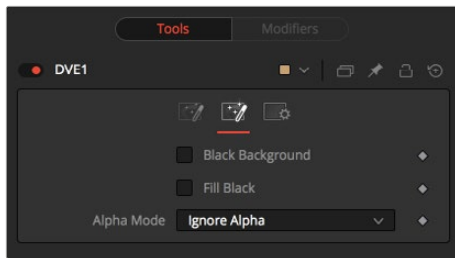 Tools Modifiers
DVE1
Black Background
Fill Black
Alpha Mode Ignore Alpha